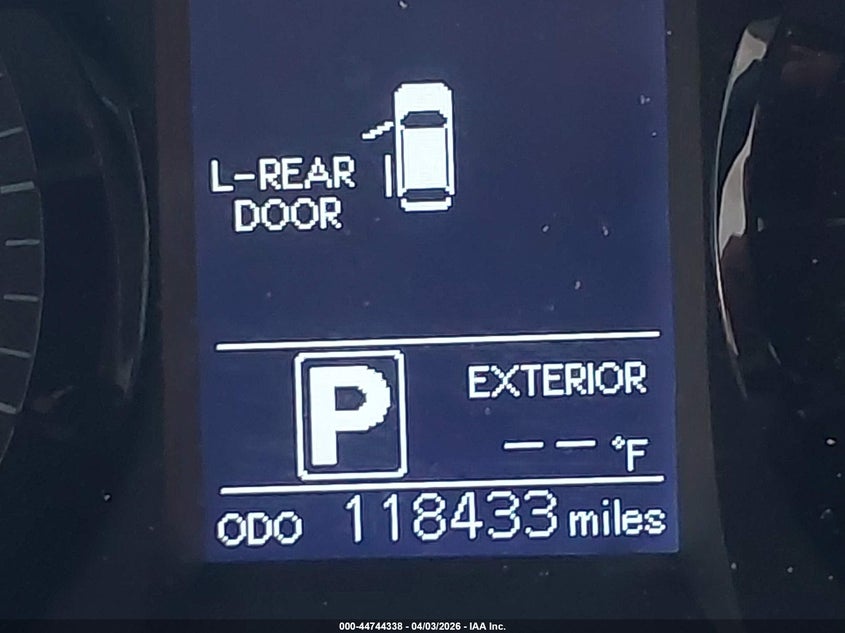 L-REAR
DOOR
P
EXTERIOR
-- °F
ODO 118433 miles
000-44744338 - 04/03/2026 - IAA Inc.